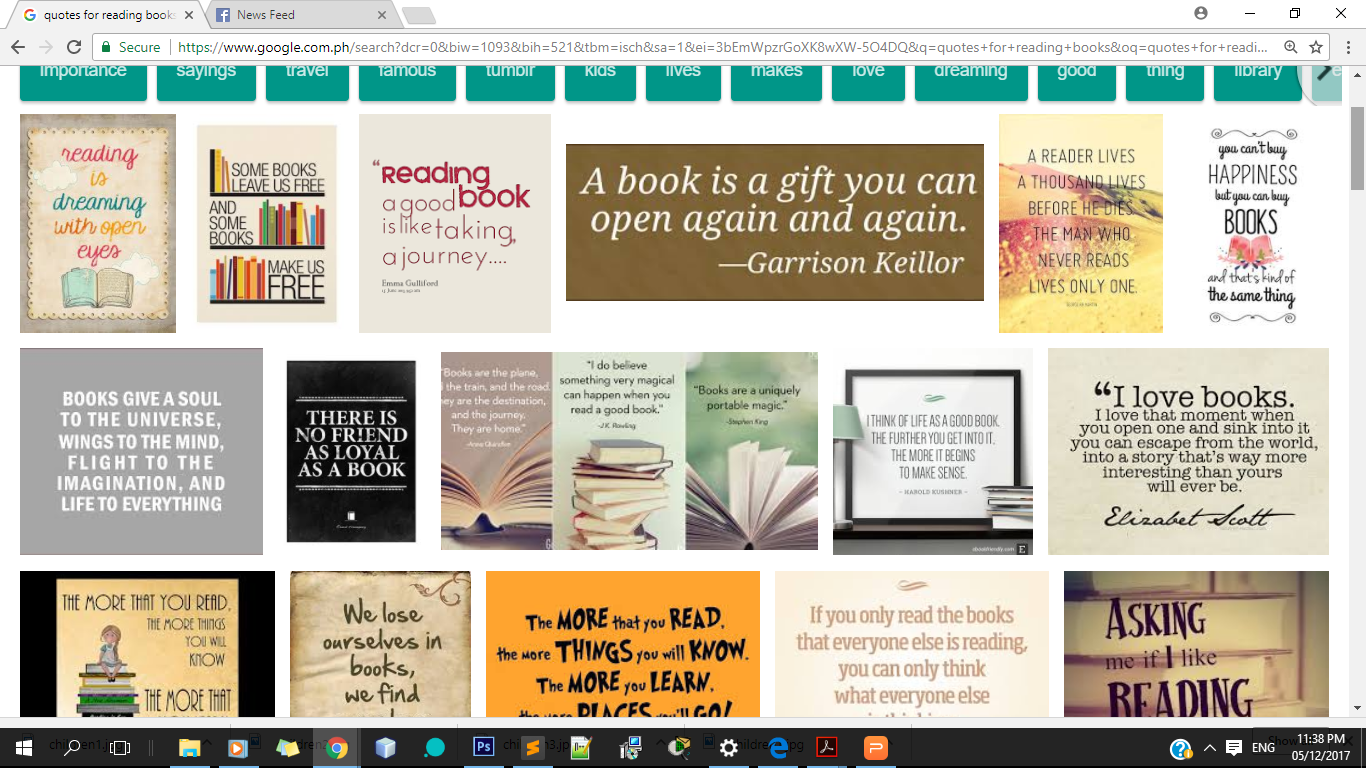 quotes for reading books
News Feed
Secure
https://www.google.com.ph/search?dcr=0&biw=1093&bih=521&tbm=isch&sa=1&ei=3bEmWpzrGoXK8wXW-5O4DQ&q=quotes+for+reading+books&oq=quotes+for+readi...
importance
sayings
travel
famous
tumblr
kids
lives
makes
love
dreaming
good
thing
library
reading
is
dreaming
with open
eyes
SOME BOOKS
LEAVE US FREE
AND
SOME
BOOKS
MAKE US
FREE
“Reading
a good book
is like taking,
a journey....
Emma Gulliford
A book is a gift you can
open again and again.
—Garrison Keillor
A READER LIVES
A THOUSAND LIVES
BEFORE HE DIES
THE MAN WHO
NEVER READS
LIVES ONLY ONE.
you can't buy
HAPPINESS
but you can buy
BOOKS
and that's kind of
the same thing
BOOKS GIVE A SOUL
TO THE UNIVERSE,
WINGS TO THE MIND,
FLIGHT TO THE
IMAGINATION, AND
LIFE TO EVERYTHING
THERE IS
NO FRIEND
AS LOYAL
AS A BOOK
"Books are the plane,
the train, and the road.
ey are the destination,
and the journey.
They are home."
"I do believe
something very magical
can happen when you
read a good book."
-J.K. Rowling
"Books are a uniquely
portable magic."
-Stephen King
I THINK OF LIFE AS A GOOD BOOK.
THE FURTHER YOU GET INTO IT,
THE MORE IT BEGINS
TO MAKE SENSE.
- HAROLD KUSHNER -
“I love books.
I love that moment when
you open one and sink into it
you can escape from the world,
into a story that's way more
interesting than yours
will ever be.
Elizabet Scott
THE MORE THAT YOU READ,
THE MORE THINGS
YOU WILL
KNOW
THE MORE THAT
We lose
ourselves in
books,
we find
The MORE that you READ,
the more THINGS you will KNOW.
The MORE you LEARN,
the more PLACES you'll GO!
If you only read the books
that everyone else is reading,
you can only think
what everyone else
ASKING
me if I like
READING
ENG
11:38 PM
05/12/2017